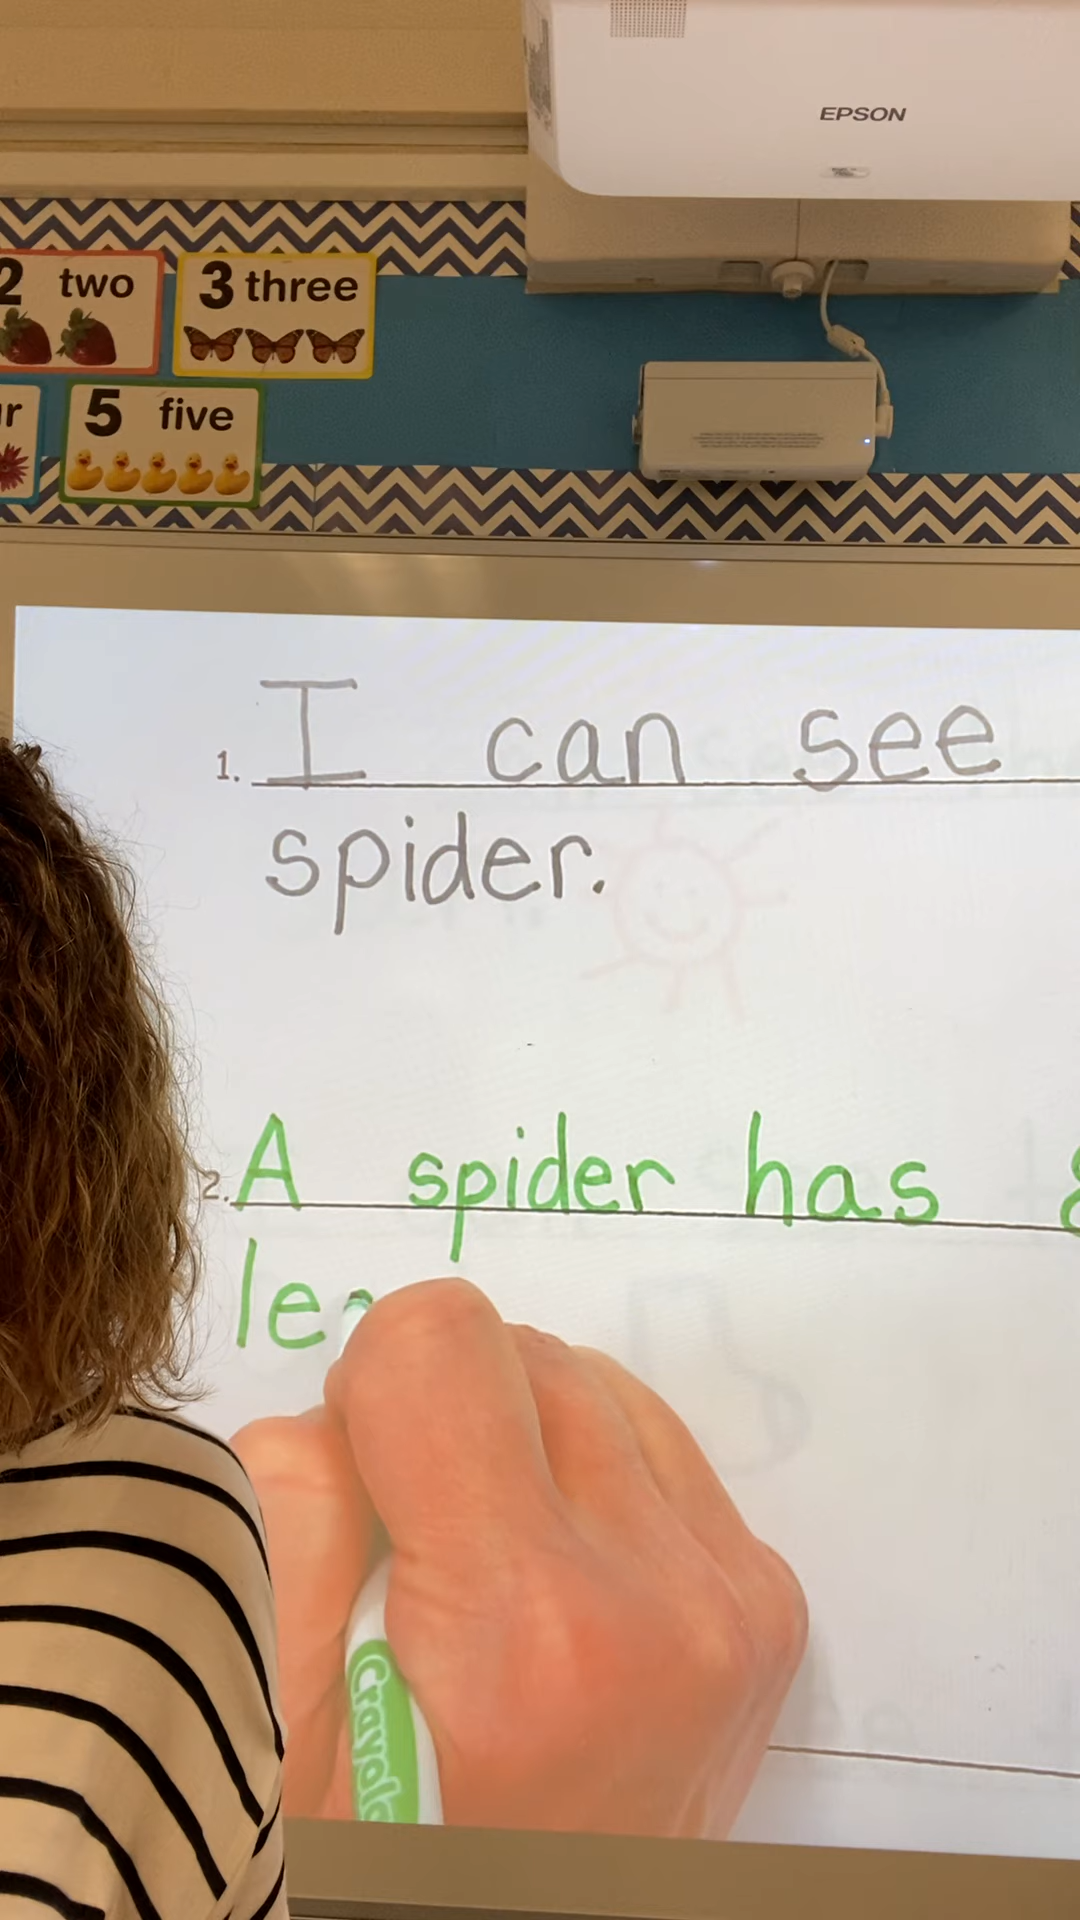 EPSON
2 two
3 three
5 five
1. I can see
spider.
2. A spider has
le
Crayola